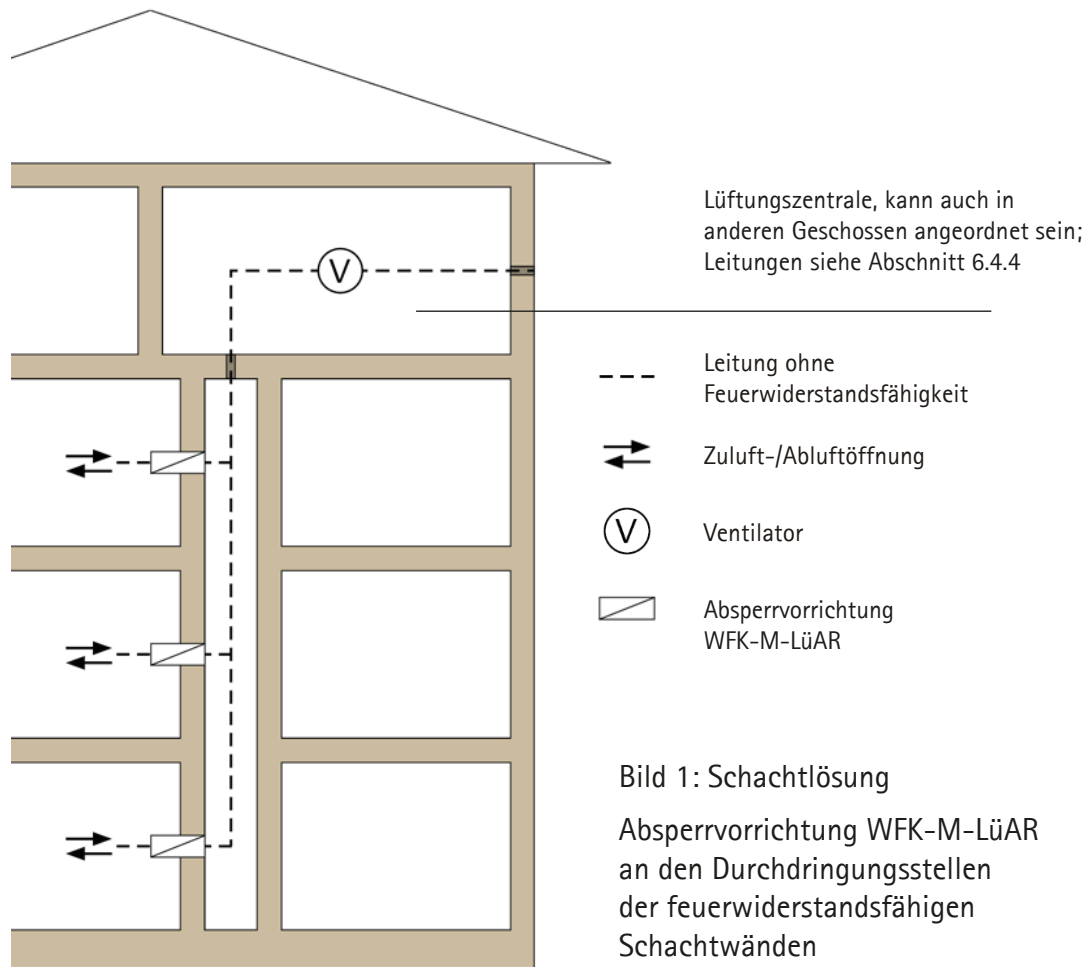 Lüftungszentrale, kann auch in
anderen Geschossen angeordnet sein;
Leitungen siehe Abschnitt 6.4.4
V
Leitung ohne
Feuerwiderstandsfähigkeit
Zuluft-/Abluftöffnung
V
Ventilator
Absperrvorrichtung
WFK-M-LüAR
Bild 1: Schachtlösung
Absperrvorrichtung WFK-M-LüAR
an den Durchdringungsstellen
der feuerwiderstandsfähigen
Schachtwänden